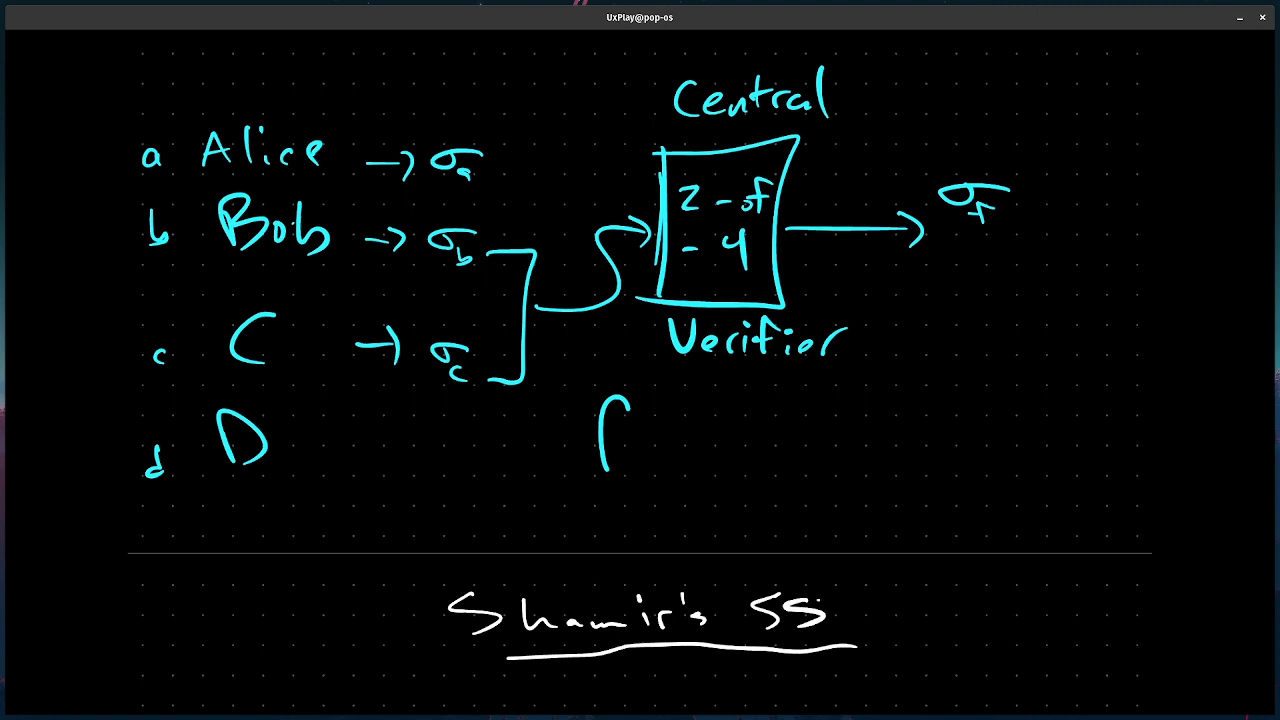 UxPlay@pop-os
Central
a Alice → σa
b Bob → σb
2-of
-4
σf
c C → σc
Verifier
d D
Shamir's SS